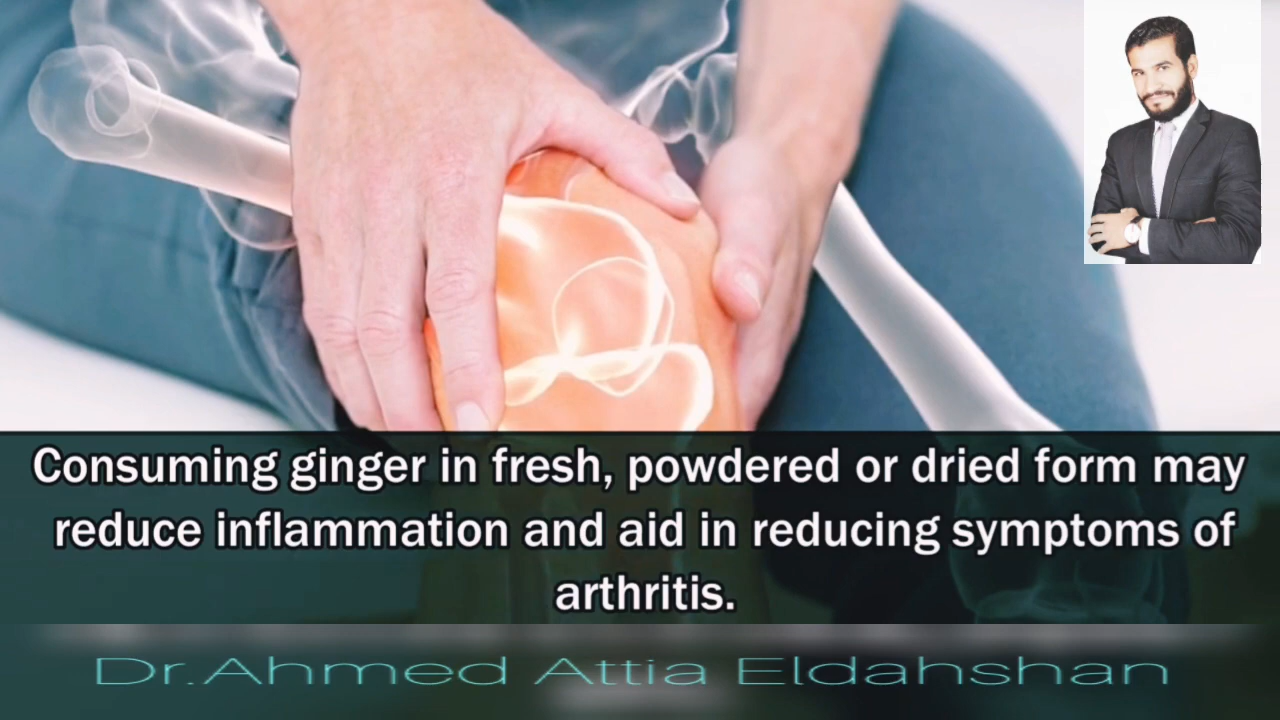 Consuming ginger in fresh, powdered or dried form may
reduce inflammation and aid in reducing symptoms of
arthritis.
Dr.Ahmed Attia Eldahshan